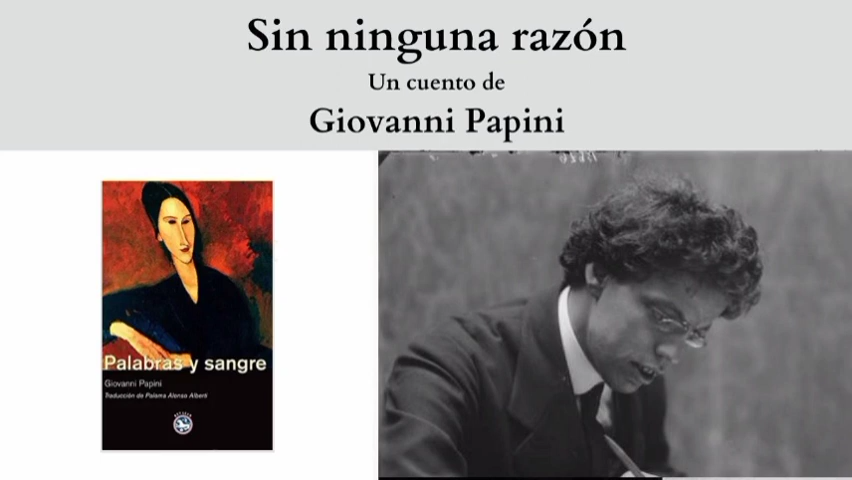 Sin ninguna razón
Un cuento de
Giovanni Papini
Palabras y sangre
Giovanni Papini
Traducción de Paloma Alonso Alberti